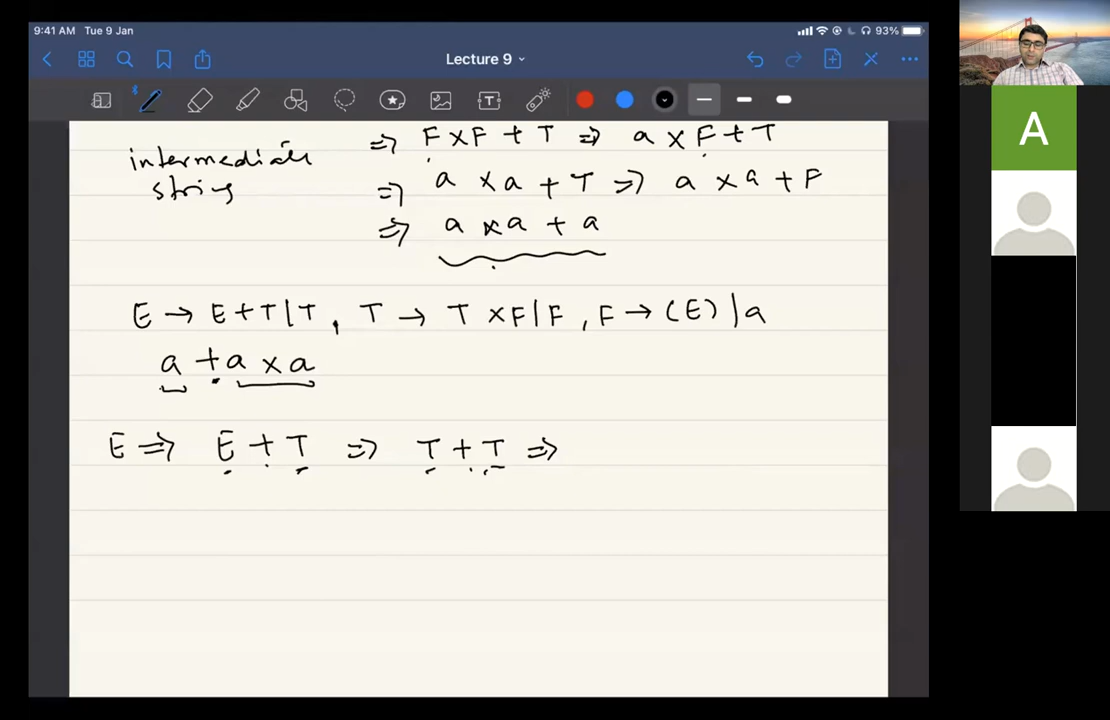 9:41 AM Tue 9 Jan 93%
Lecture 9
⇒ F × F + T ⇒ a × F + T
intermediate
string
⇒ a × a + T ⇒ a × a + F
⇒ a × a + a
E → E + T | T , T → T × F | F , F → (E) | a
a + a × a
E ⇒ E + T ⇒ T + T ⇒
A